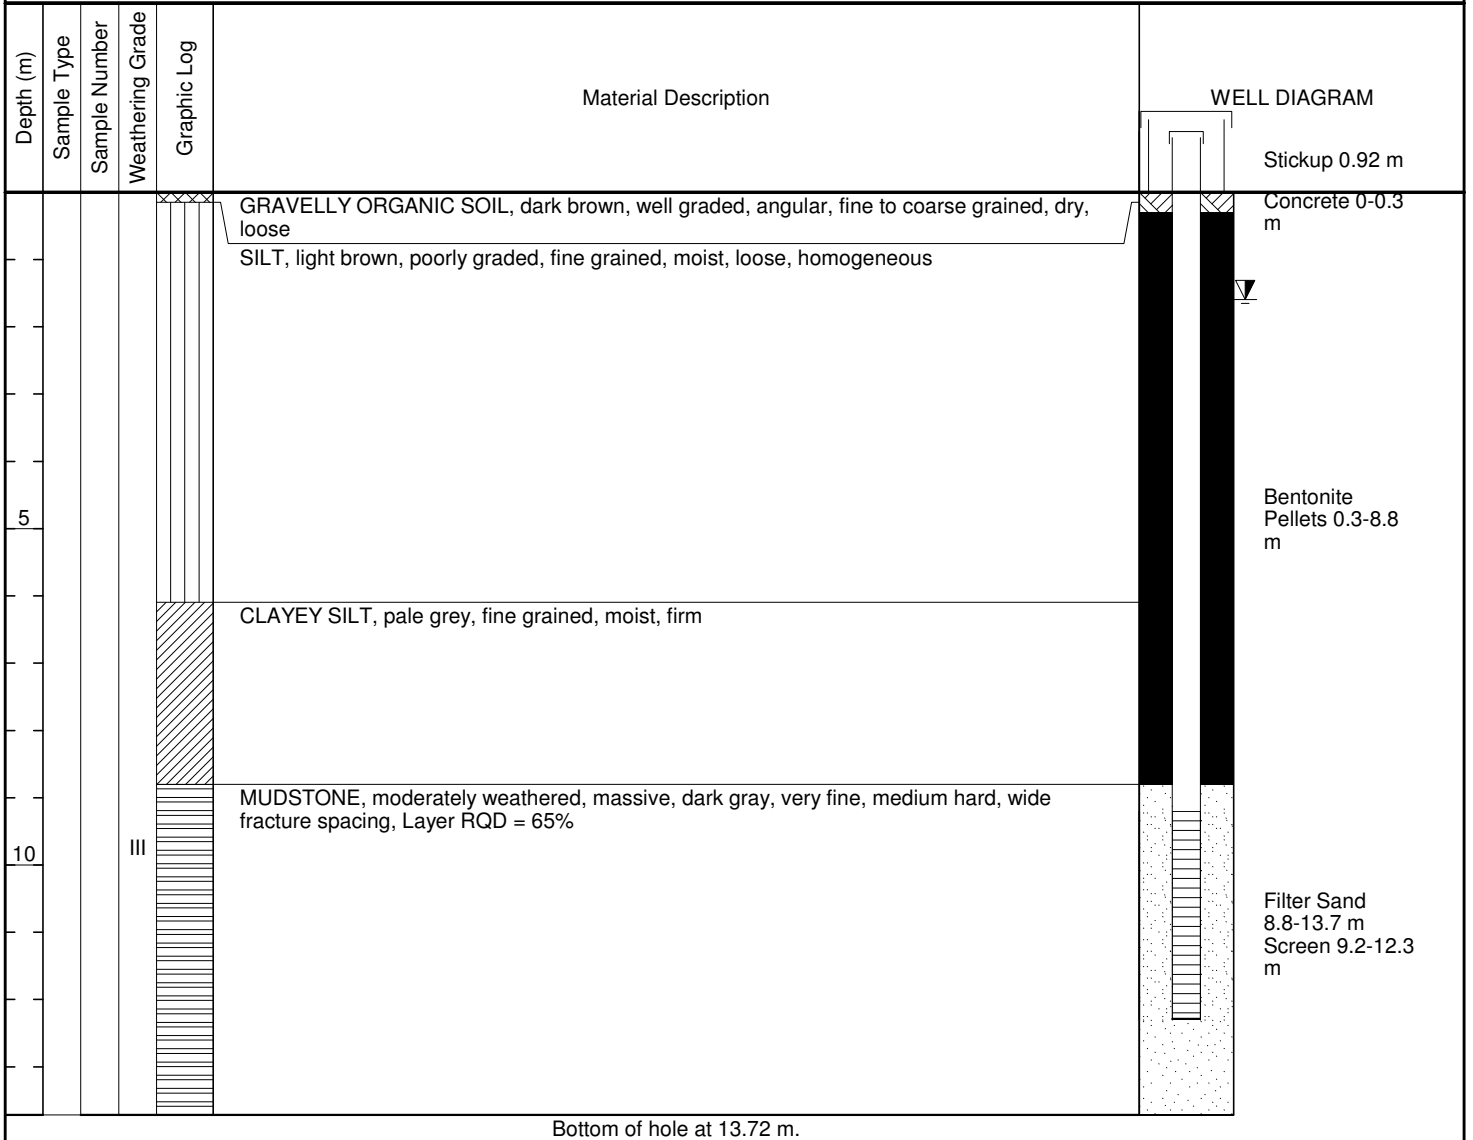 Depth (m)
Sample Type
Sample Number
Weathering Grade
Graphic Log
Material Description
WELL DIAGRAM
Stickup 0.92 m
GRAVELLY ORGANIC SOIL, dark brown, well graded, angular, fine to coarse grained, dry,
loose
Concrete 0-0.3
m
SILT, light brown, poorly graded, fine grained, moist, loose, homogeneous
5
Bentonite
Pellets 0.3-8.8
m
CLAYEY SILT, pale grey, fine grained, moist, firm
MUDSTONE, moderately weathered, massive, dark gray, very fine, medium hard, wide
fracture spacing, Layer RQD = 65%
III
10
Filter Sand
8.8-13.7 m
Screen 9.2-12.3
m
Bottom of hole at 13.72 m.